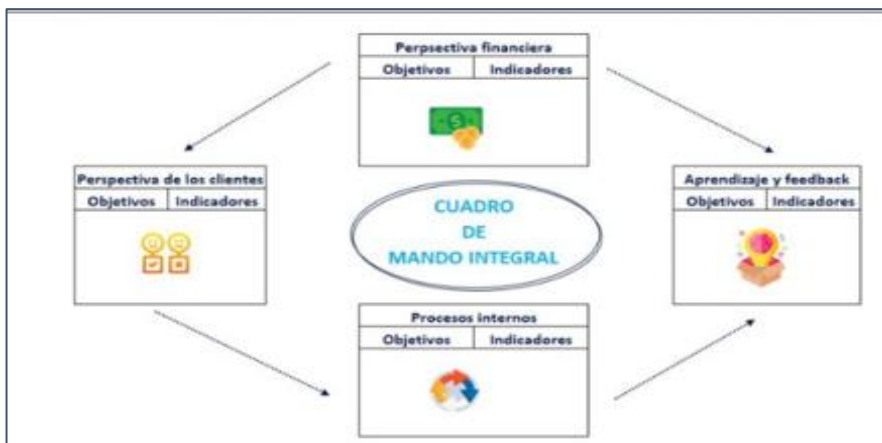 Perpsectiva financiera
Objetivos Indicadores
Perspectiva de los clientes
Objetivos Indicadores
CUADRO
DE
MANDO INTEGRAL
Aprendizaje y feedback
Objetivos Indicadores
Procesos internos
Objetivos Indicadores